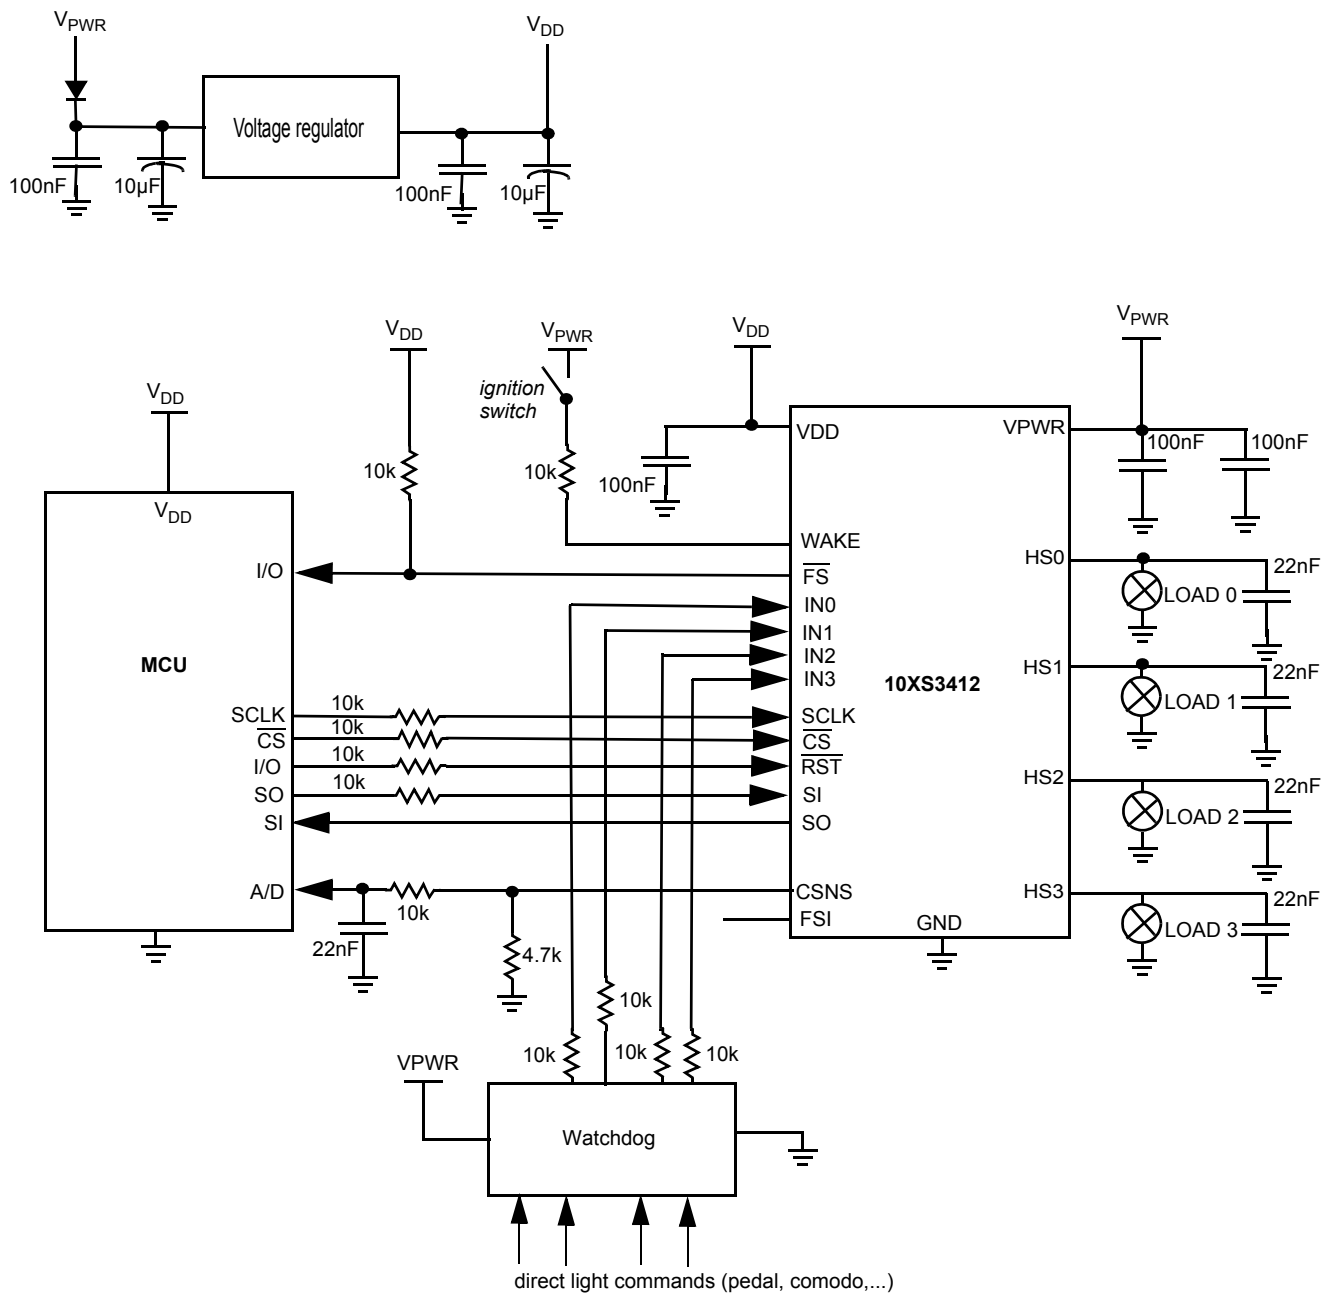 VPWR
VDD
Voltage regulator
100nF
10µF
100nF
10µF
VDD
VPWR
VDD
VPWR
ignition
switch
VDD
10k
10k
100nF
VDD
VPWR
100nF
100nF
VDD
WAKE
HS0
I/O
FS
22nF
LOAD 0
IN0
IN1
IN2
IN3
MCU
10XS3412
HS1
22nF
LOAD 1
SCLK
10k
SCLK
CS
10k
CS
I/O
10k
RST
SO
10k
SI
SI
SO
HS2
22nF
LOAD 2
A/D
10k
CSNS
HS3
22nF
LOAD 3
FSI
GND
22nF
4.7k
10k
10k
10k
10k
VPWR
Watchdog
direct light commands (pedal, comodo,...)